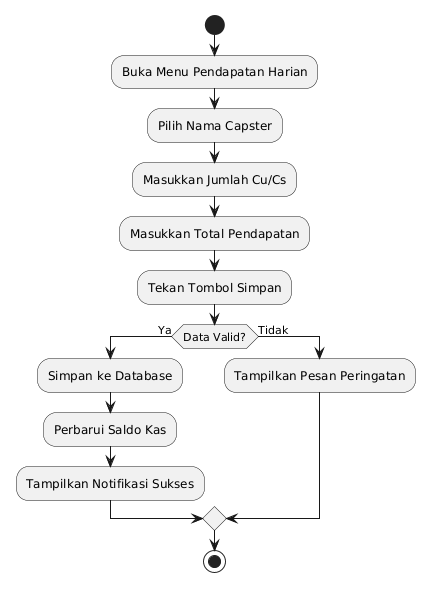 Buka Menu Pendapatan Harian
Pilih Nama Capster
Masukkan Jumlah Cu/Cs
Masukkan Total Pendapatan
Tekan Tombol Simpan
Ya
Data Valid?
Tidak
Simpan ke Database
Tampilkan Pesan Peringatan
Perbarui Saldo Kas
Tampilkan Notifikasi Sukses